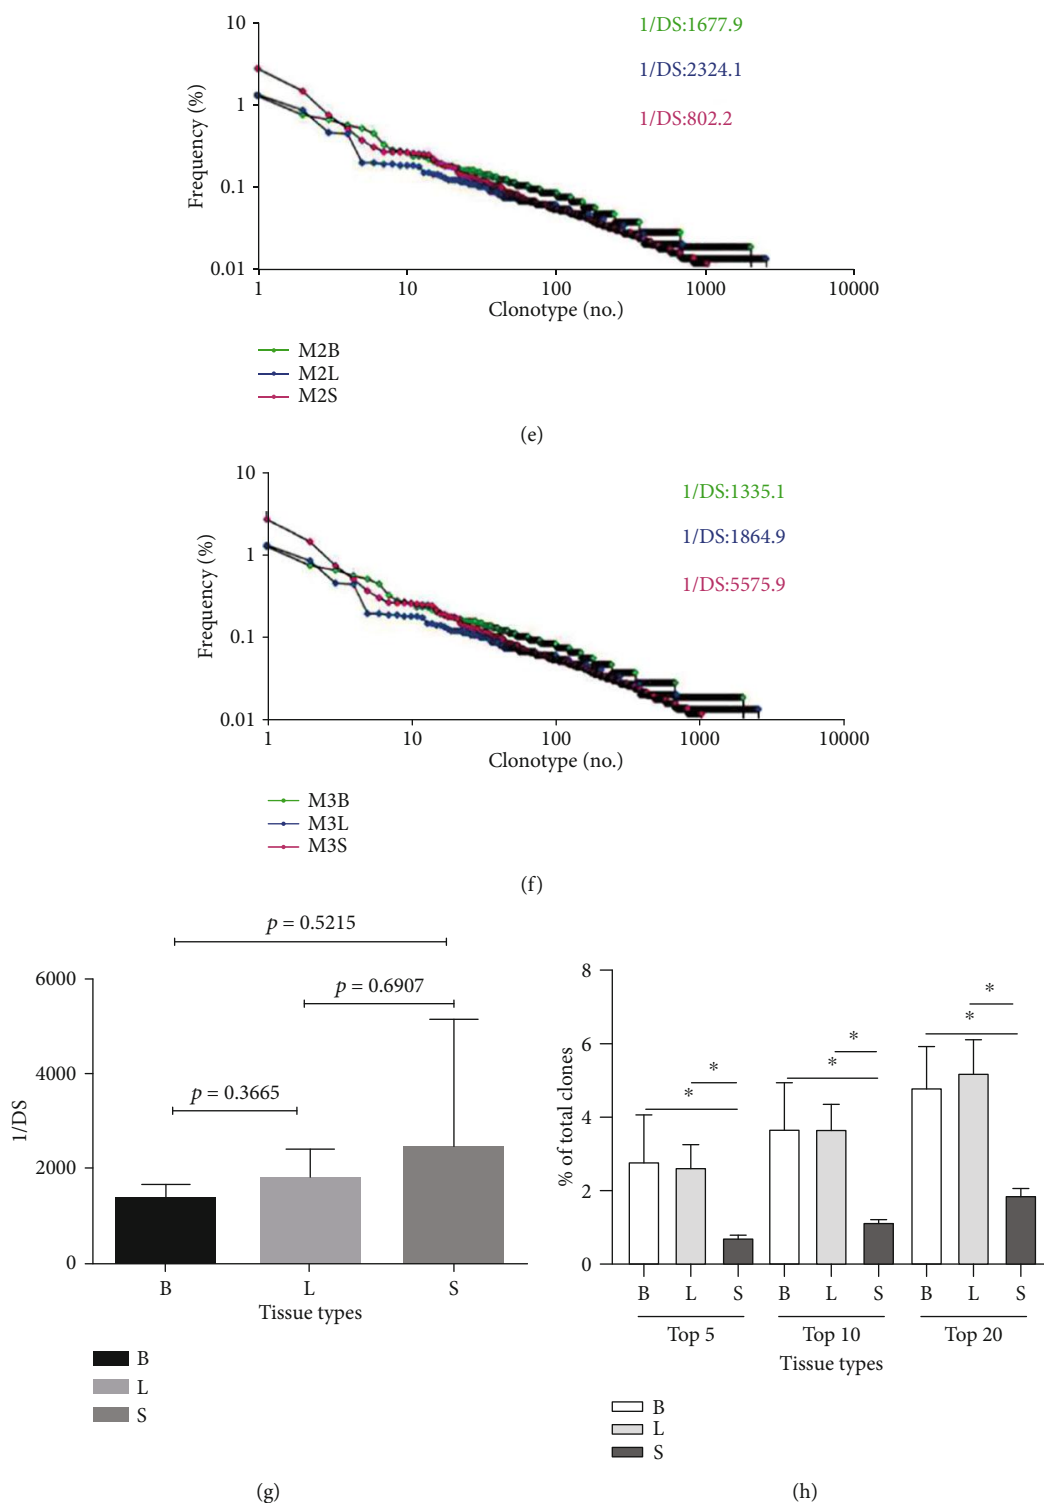 10
1
0.1
0.01
Frequency (%)
1/DS:1677.9
1/DS:2324.1
1/DS:802.2
1 10 100 1000 10000
Clonotype (no.)
M2B
M2L
M2S
(e)
10
1
0.1
0.01
Frequency (%)
1/DS:1335.1
1/DS:1864.9
1/DS:5575.9
1 10 100 1000 10000
Clonotype (no.)
M3B
M3L
M3S
(f)
p = 0.5215
p = 0.6907
p = 0.3665
6000
4000
2000
0
1/DS
B L S
Tissue types
B
L
S
(g)
8
6
4
2
0
% of total clones
* *
* *
* *
B L S B L S B L S
Top 5 Top 10 Top 20
Tissue types
B
L
S
(h)